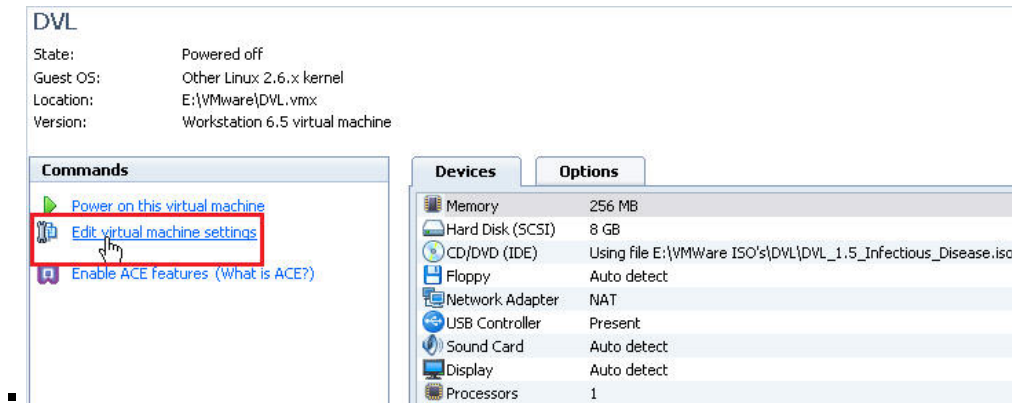 DVL
State: Powered off
Guest OS: Other Linux 2.6.x kernel
Location: E:\VMware\DVL.vmx
Version: Workstation 6.5 virtual machine
Commands
Power on this virtual machine
Edit virtual machine settings
Enable ACE features (What is ACE?)
Devices Options
Memory 256 MB
Hard Disk (SCSI) 8 GB
CD/DVD (IDE) Using file E:\VMWare ISO's\DVL\DVL_1.5_Infectious_Disease.iso
Floppy Auto detect
Network Adapter NAT
USB Controller Present
Sound Card Auto detect
Display Auto detect
Processors 1